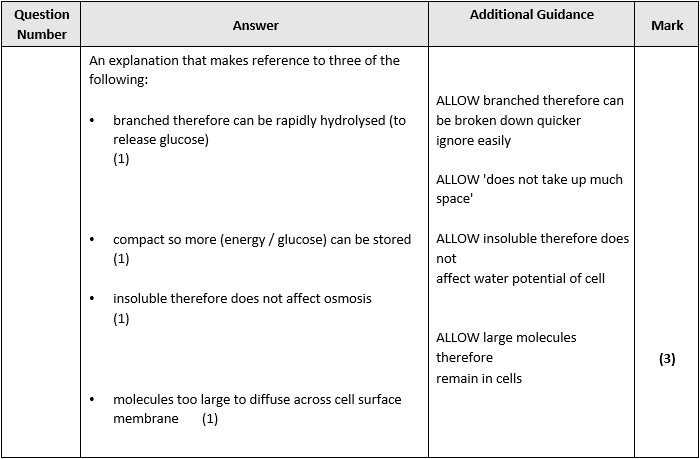 Question
Number
Answer
Additional Guidance
Mark
An explanation that makes reference to three of the
following:
• branched therefore can be rapidly hydrolysed (to
release glucose)
(1)
• compact so more (energy / glucose) can be stored
(1)
• insoluble therefore does not affect osmosis
(1)
• molecules too large to diffuse across cell surface
membrane (1)
ALLOW branched therefore can
be broken down quicker
ignore easily
ALLOW 'does not take up much
space'
ALLOW insoluble therefore does
not
affect water potential of cell
ALLOW large molecules
therefore
remain in cells
(3)